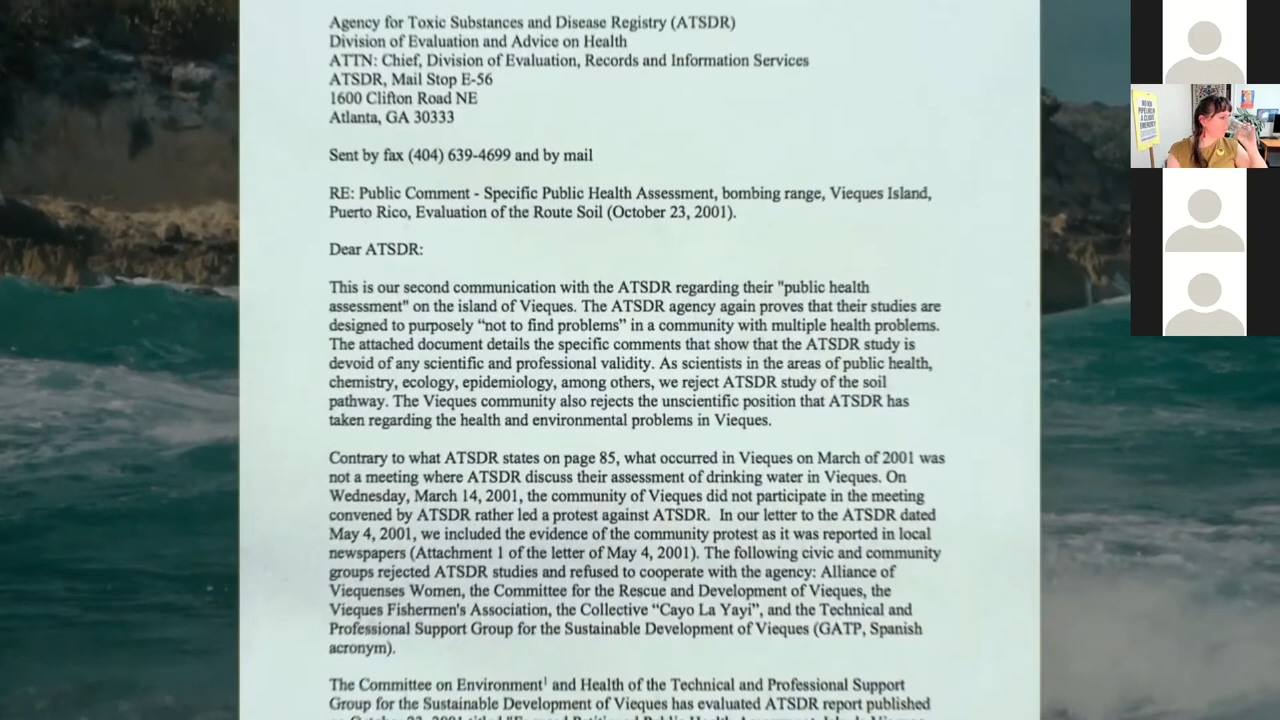 Agency for Toxic Substances and Disease Registry (ATSDR)
Division of Evaluation and Advice on Health
ATTN: Chief, Division of Evaluation, Records and Information Services
ATSDR, Mail Stop E-56
1600 Clifton Road NE
Atlanta, GA 30333
Sent by fax (404) 639-4699 and by mail
RE: Public Comment - Specific Public Health Assessment, bombing range, Vieques Island,
Puerto Rico, Evaluation of the Route Soil (October 23, 2001).
Dear ATSDR:
This is our second communication with the ATSDR regarding their "public health
assessment" on the island of Vieques. The ATSDR agency again proves that their studies are
designed to purposely “not to find problems” in a community with multiple health problems.
The attached document details the specific comments that show that the ATSDR study is
devoid of any scientific and professional validity. As scientists in the areas of public health,
chemistry, ecology, epidemiology, among others, we reject ATSDR study of the soil
pathway. The Vieques community also rejects the unscientific position that ATSDR has
taken regarding the health and environmental problems in Vieques.
Contrary to what ATSDR states on page 85, what occurred in Vieques on March of 2001 was
not a meeting where ATSDR discuss their assessment of drinking water in Vieques. On
Wednesday, March 14, 2001, the community of Vieques did not participate in the meeting
convened by ATSDR rather led a protest against ATSDR. In our letter to the ATSDR dated
May 4, 2001, we included the evidence of the community protest as it was reported in local
newspapers (Attachment 1 of the letter of May 4, 2001). The following civic and community
groups rejected ATSDR studies and refused to cooperate with the agency: Alliance of
Viequenses Women, the Committee for the Rescue and Development of Vieques, the
Vieques Fishermen's Association, the Collective “Cayo La Yayi”, and the Technical and
Professional Support Group for the Sustainable Development of Vieques (GATP, Spanish
acronym).
The Committee on Environment¹ and Health of the Technical and Professional Support
Group for the Sustainable Development of Vieques has evaluated ATSDR report published